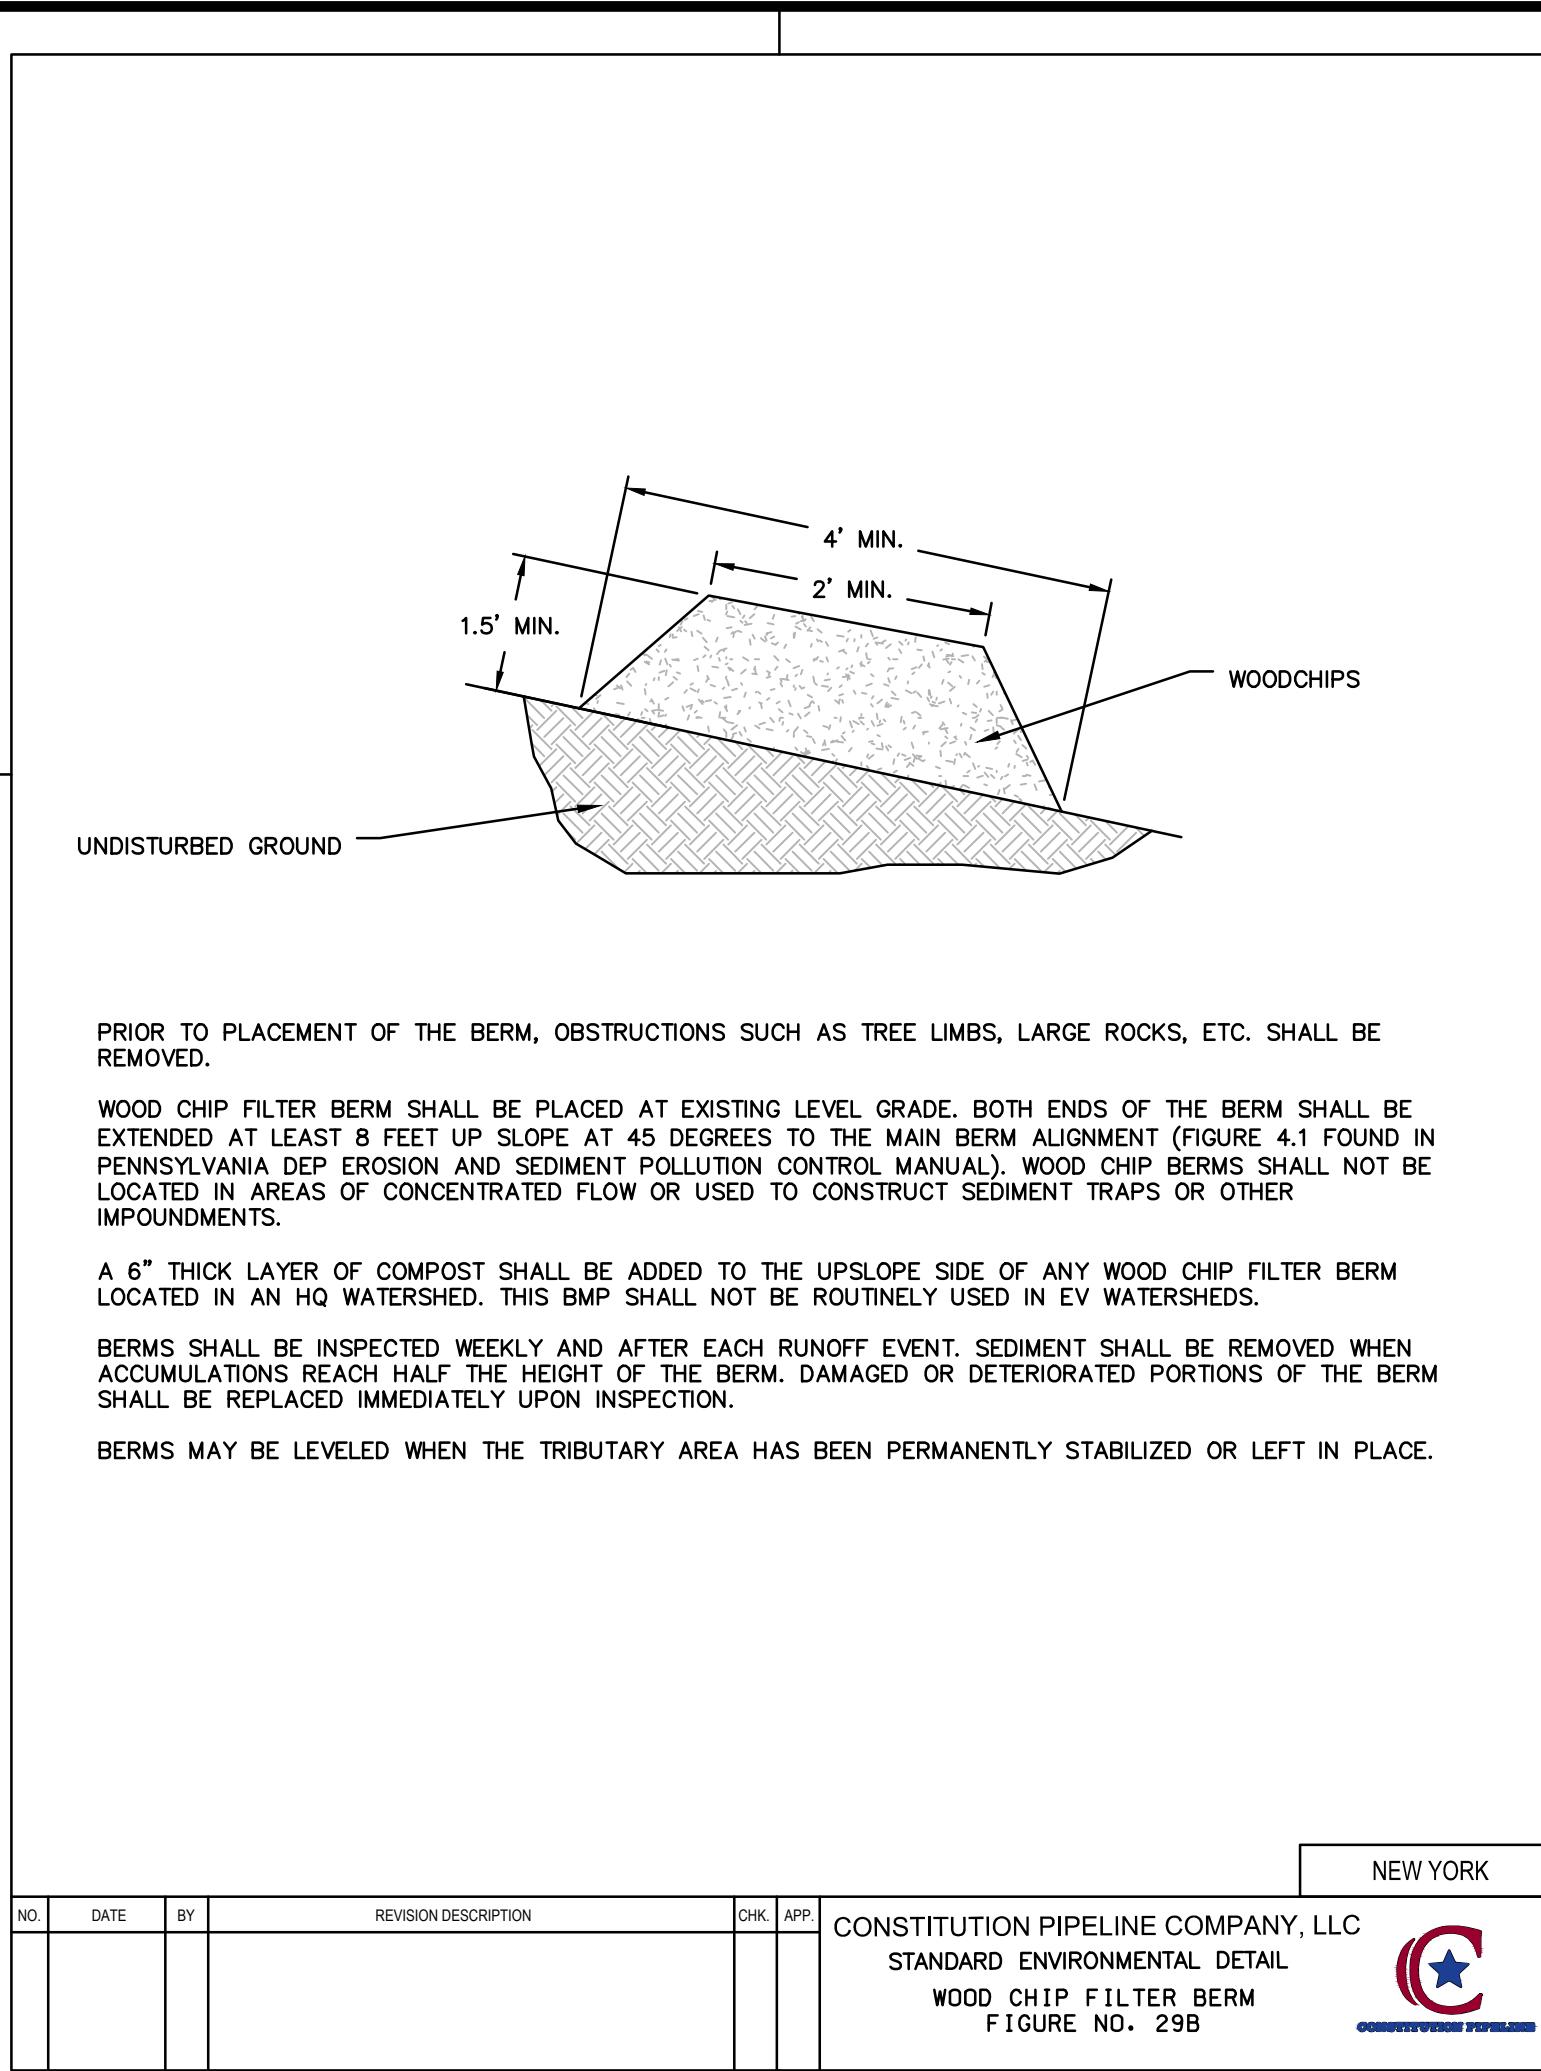 4' MIN.
2' MIN.
1.5' MIN.
WOODCHIPS
UNDISTURBED GROUND
PRIOR TO PLACEMENT OF THE BERM, OBSTRUCTIONS SUCH AS TREE LIMBS, LARGE ROCKS, ETC. SHALL BE
REMOVED.
WOOD CHIP FILTER BERM SHALL BE PLACED AT EXISTING LEVEL GRADE. BOTH ENDS OF THE BERM SHALL BE
EXTENDED AT LEAST 8 FEET UP SLOPE AT 45 DEGREES TO THE MAIN BERM ALIGNMENT (FIGURE 4.1 FOUND IN
PENNSYLVANIA DEP EROSION AND SEDIMENT POLLUTION CONTROL MANUAL). WOOD CHIP BERMS SHALL NOT BE
LOCATED IN AREAS OF CONCENTRATED FLOW OR USED TO CONSTRUCT SEDIMENT TRAPS OR OTHER
IMPOUNDMENTS.
A 6" THICK LAYER OF COMPOST SHALL BE ADDED TO THE UPSLOPE SIDE OF ANY WOOD CHIP FILTER BERM
LOCATED IN AN HQ WATERSHED. THIS BMP SHALL NOT BE ROUTINELY USED IN EV WATERSHEDS.
BERMS SHALL BE INSPECTED WEEKLY AND AFTER EACH RUNOFF EVENT. SEDIMENT SHALL BE REMOVED WHEN
ACCUMULATIONS REACH HALF THE HEIGHT OF THE BERM. DAMAGED OR DETERIORATED PORTIONS OF THE BERM
SHALL BE REPLACED IMMEDIATELY UPON INSPECTION.
BERMS MAY BE LEVELED WHEN THE TRIBUTARY AREA HAS BEEN PERMANENTLY STABILIZED OR LEFT IN PLACE.
NEW YORK
NO. DATE BY REVISION DESCRIPTION CHK. APP.
CONSTITUTION PIPELINE COMPANY, LLC
STANDARD ENVIRONMENTAL DETAIL
WOOD CHIP FILTER BERM
FIGURE NO. 29B
CONSTITUTION PIPELINE